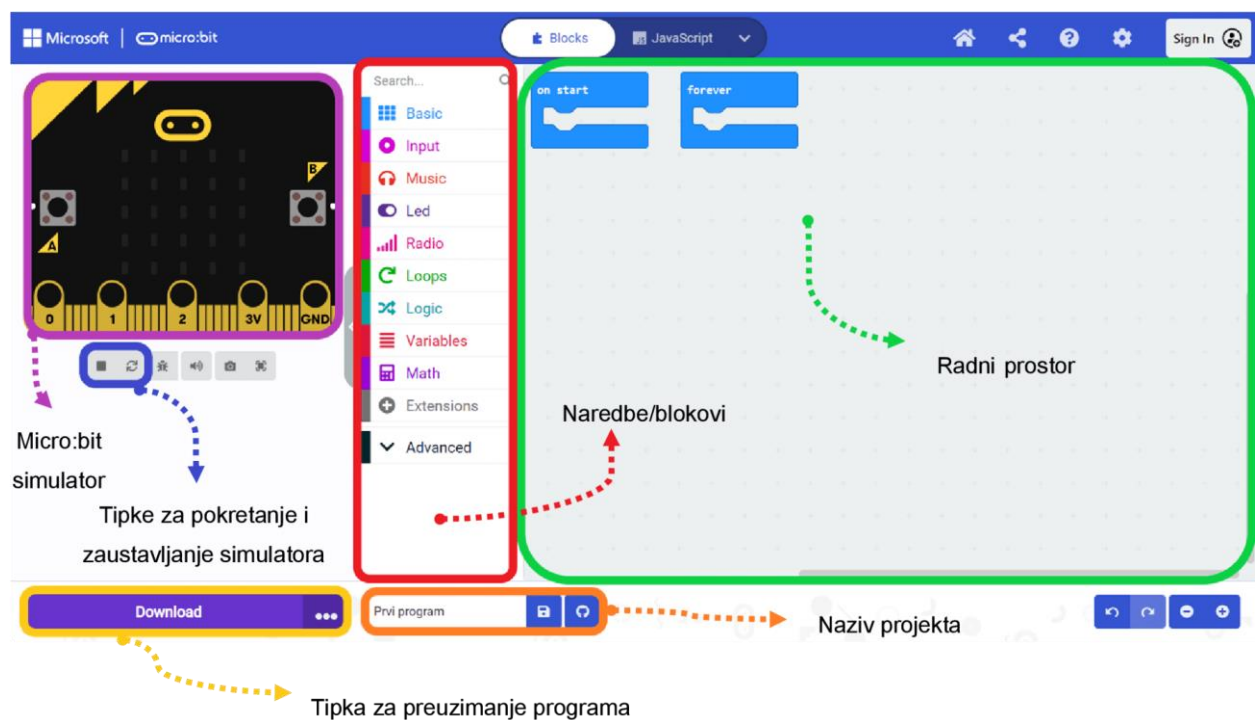 Microsoft | micro:bit
Blocks
JavaScript
Sign In
Search...
Basic
Input
Music
Led
Radio
Loops
Logic
Variables
Math
Extensions
Advanced
on start
forever
B
A
0 1 2 3V GND
Radni prostor
Naredbe/blokovi
Micro:bit
simulator
Tipke za pokretanje i
zaustavljanje simulatora
Download
Prvi program
Naziv projekta
Tipka za preuzimanje programa